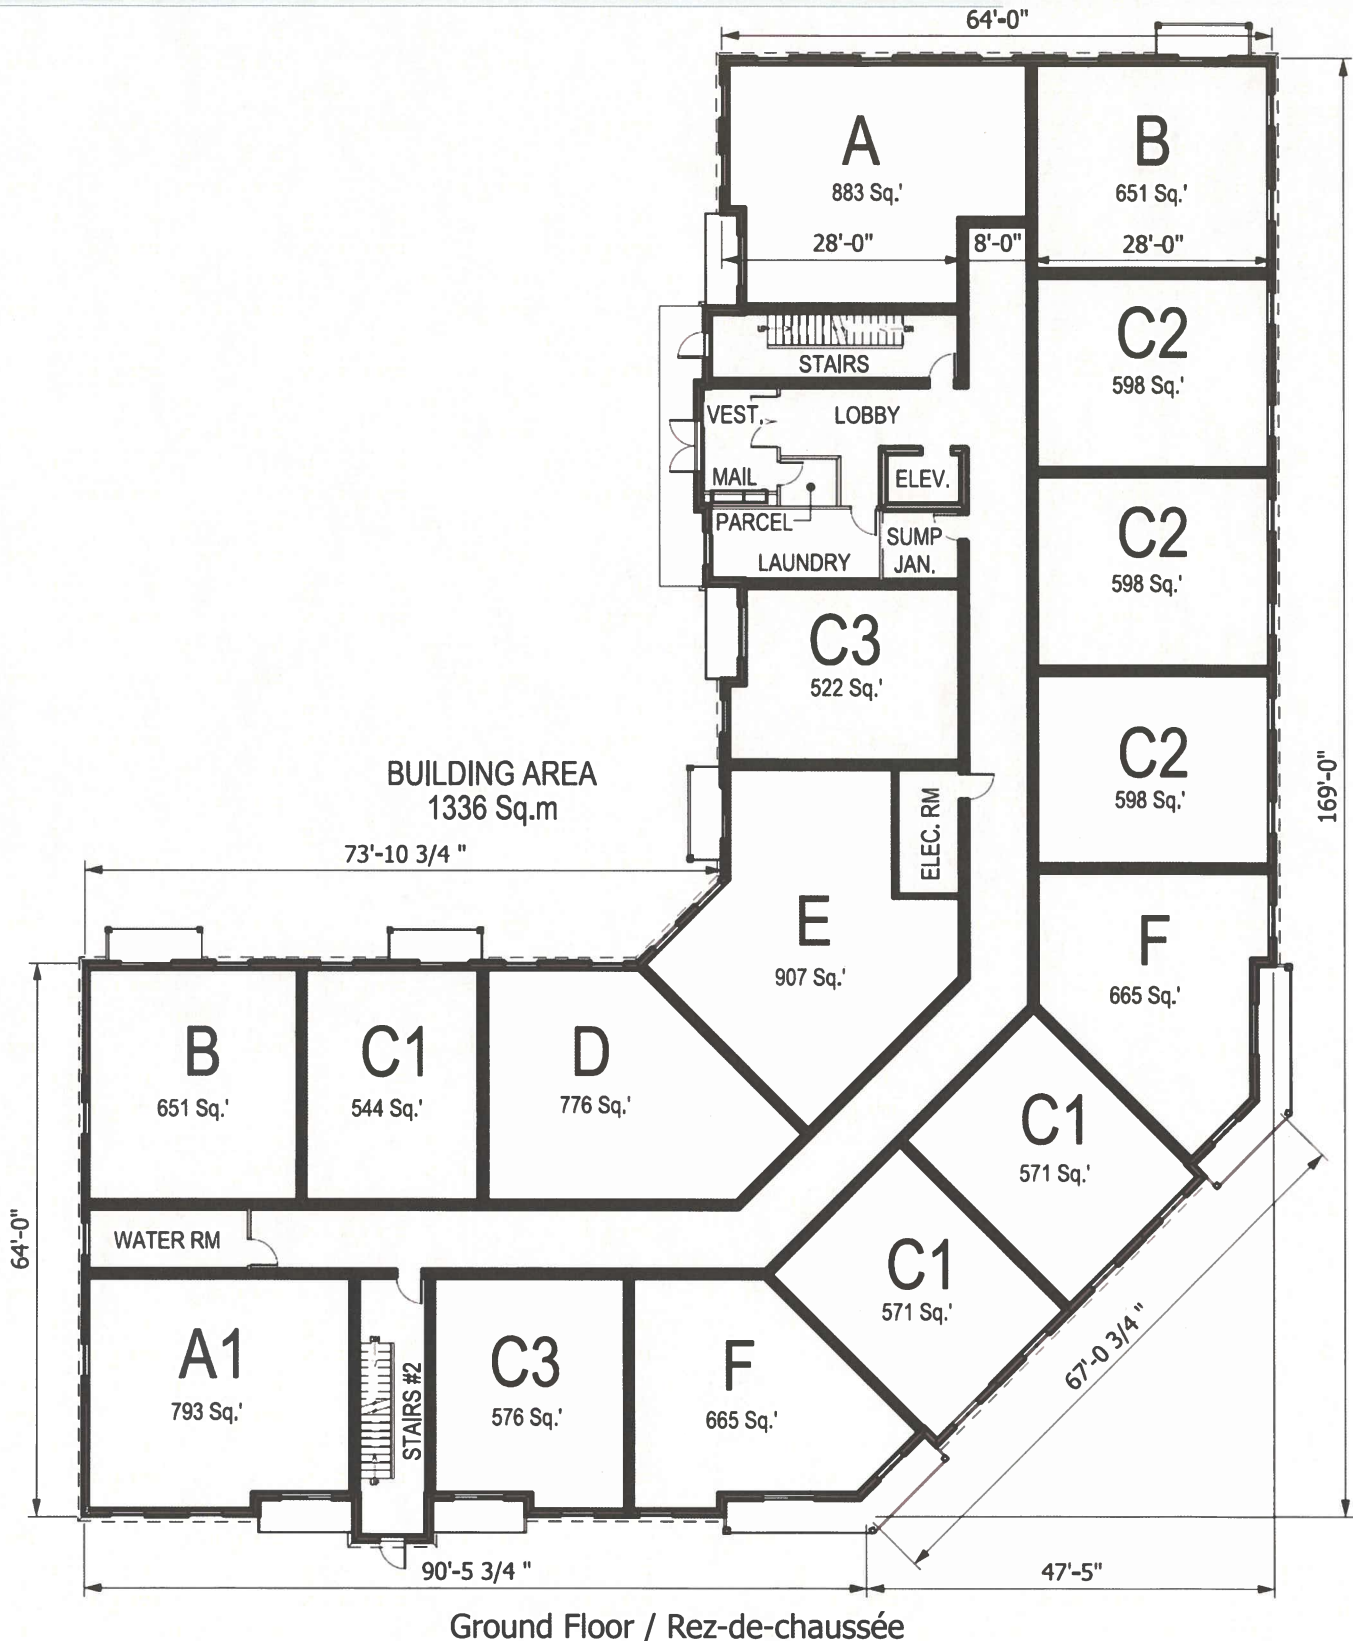 64'-0"
A
883 Sq.'
B
651 Sq.'
28'-0"
8'-0"
28'-0"
C2
598 Sq.'
STAIRS
VEST.
LOBBY
MAIL
ELEV.
PARCEL
SUMP
JAN.
LAUNDRY
C2
598 Sq.'
C3
522 Sq.'
C2
598 Sq.'
169'-0"
BUILDING AREA
1336 Sq.m
73'-10 3/4 "
ELEC. RM
E
907 Sq.'
F
665 Sq.'
B
651 Sq.'
C1
544 Sq.'
D
776 Sq.'
C1
571 Sq.'
64'-0"
WATER RM
C1
571 Sq.'
A1
793 Sq.'
STAIRS #2
C3
576 Sq.'
F
665 Sq.'
67'-0 3/4 "
90'-5 3/4 "
47'-5"
Ground Floor / Rez-de-chaussée